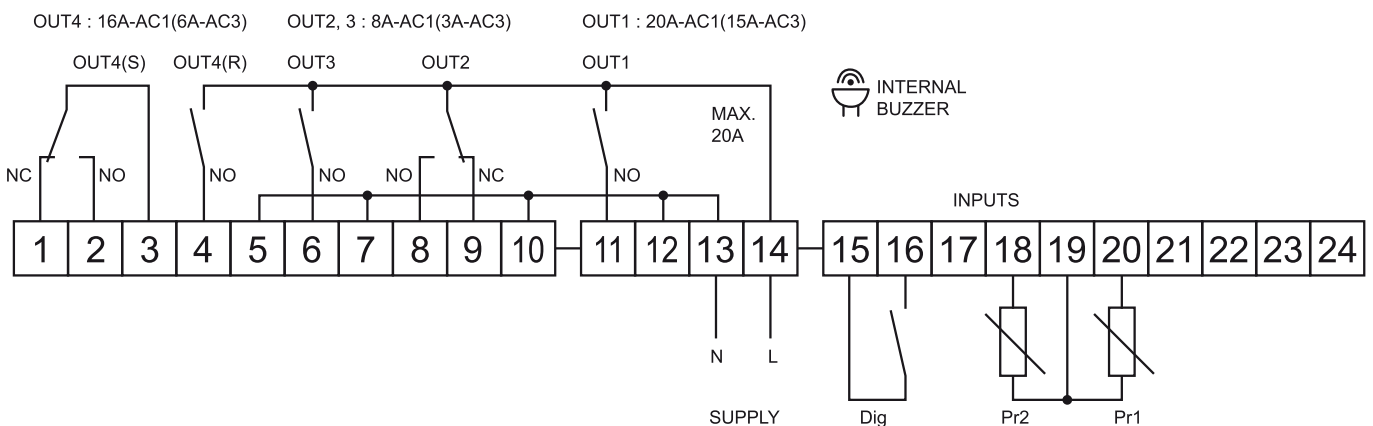 OUT4 : 16A-AC1(6A-AC3) OUT2, 3 : 8A-AC1(3A-AC3) OUT1 : 20A-AC1(15A-AC3)
OUT4(S) OUT4(R) OUT3 OUT2 OUT1
INTERNAL
BUZZER
MAX.
20A
NC NO NO NO NO NC NO
INPUTS
1 2 3 4 5 6 7 8 9 10 11 12 13 14 15 16 17 18 19 20 21 22 23 24
N L
SUPPLY Dig Pr2 Pr1